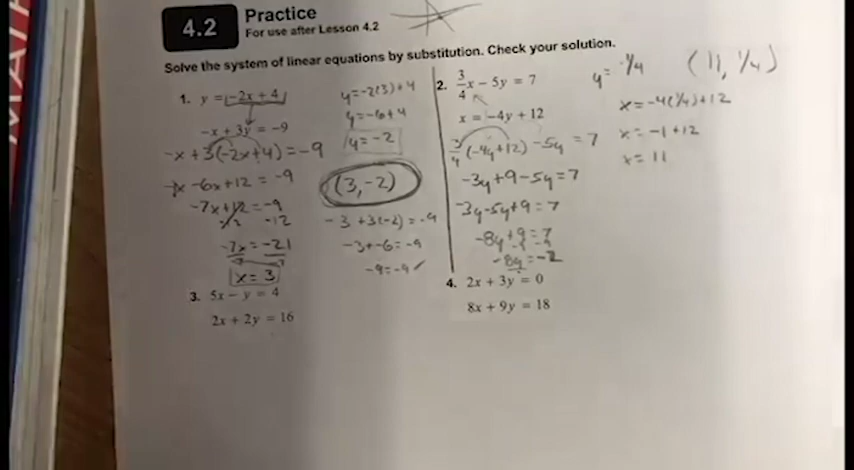 4.2
Practice
For use after Lesson 4.2
Solve the system of linear equations by substitution. Check your solution.
1. y = -2x + 4
-x + 3y = -9
-x + 3(-2x+4) = -9
-x -6x+12 = -9
-7x+12 = -9
-12 -12
-7x = -21
-7 -7
x = 3
y = -2(3)+4
y = -6+4
y = -2
(3, -2)
-3 + 3(-2) = -9
-3 + -6 = -9
-9 = -9 ✓
2. 3/4 x - 5y = 7
x = -4y + 12
3/4 (-4y+12) - 5y = 7
-3y+9-5y=7
-3y-5y+9=7
-8y+9=7
-9 -9
-8y = -2
y = 1/4
(11, 1/4)
x = -4(1/4)+12
x = -1+12
x = 11
3. 5x - y = 4
2x + 2y = 16
4. 2x + 3y = 0
8x + 9y = 18